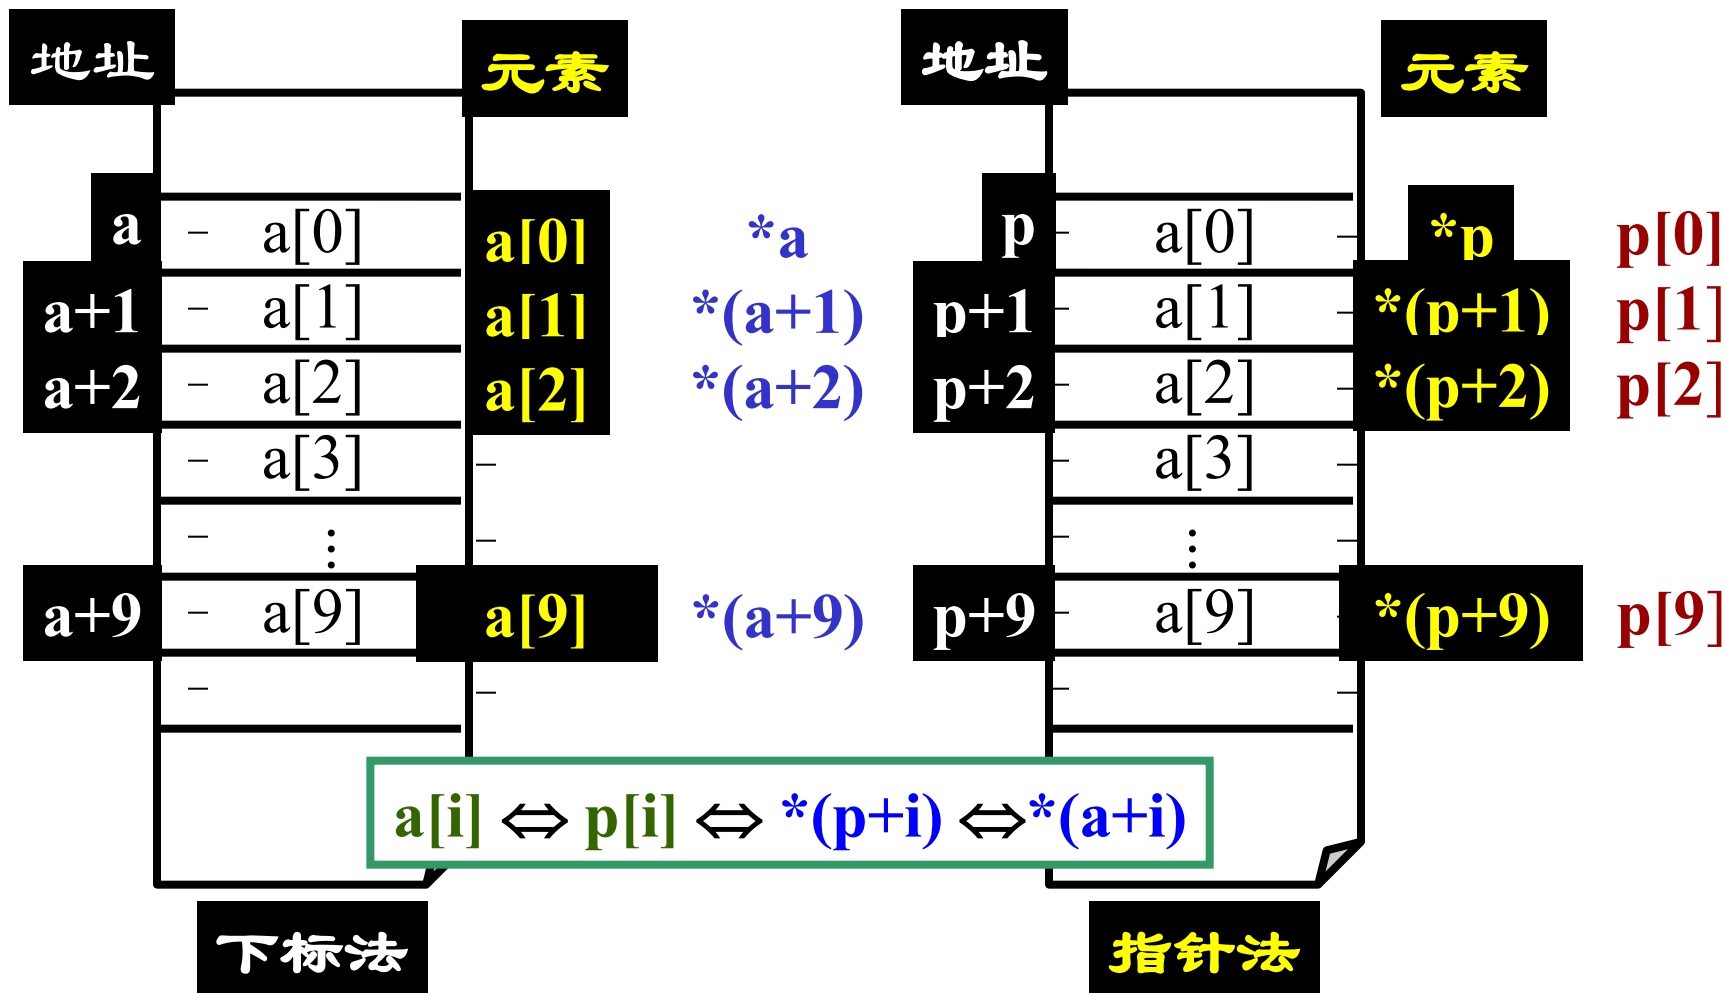 地址 元素 地址 元素
a a[0] a[0] *a p a[0] *p p[0]
a+1 a[1] a[1] *(a+1) p+1 a[1] *(p+1) p[1]
a+2 a[2] a[2] *(a+2) p+2 a[2] *(p+2) p[2]
a[3] a[3]
⋮ ⋮
a+9 a[9] a[9] *(a+9) p+9 a[9] *(p+9) p[9]
a[i] ⇔ p[i] ⇔ *(p+i) ⇔*(a+i)
下标法 指针法